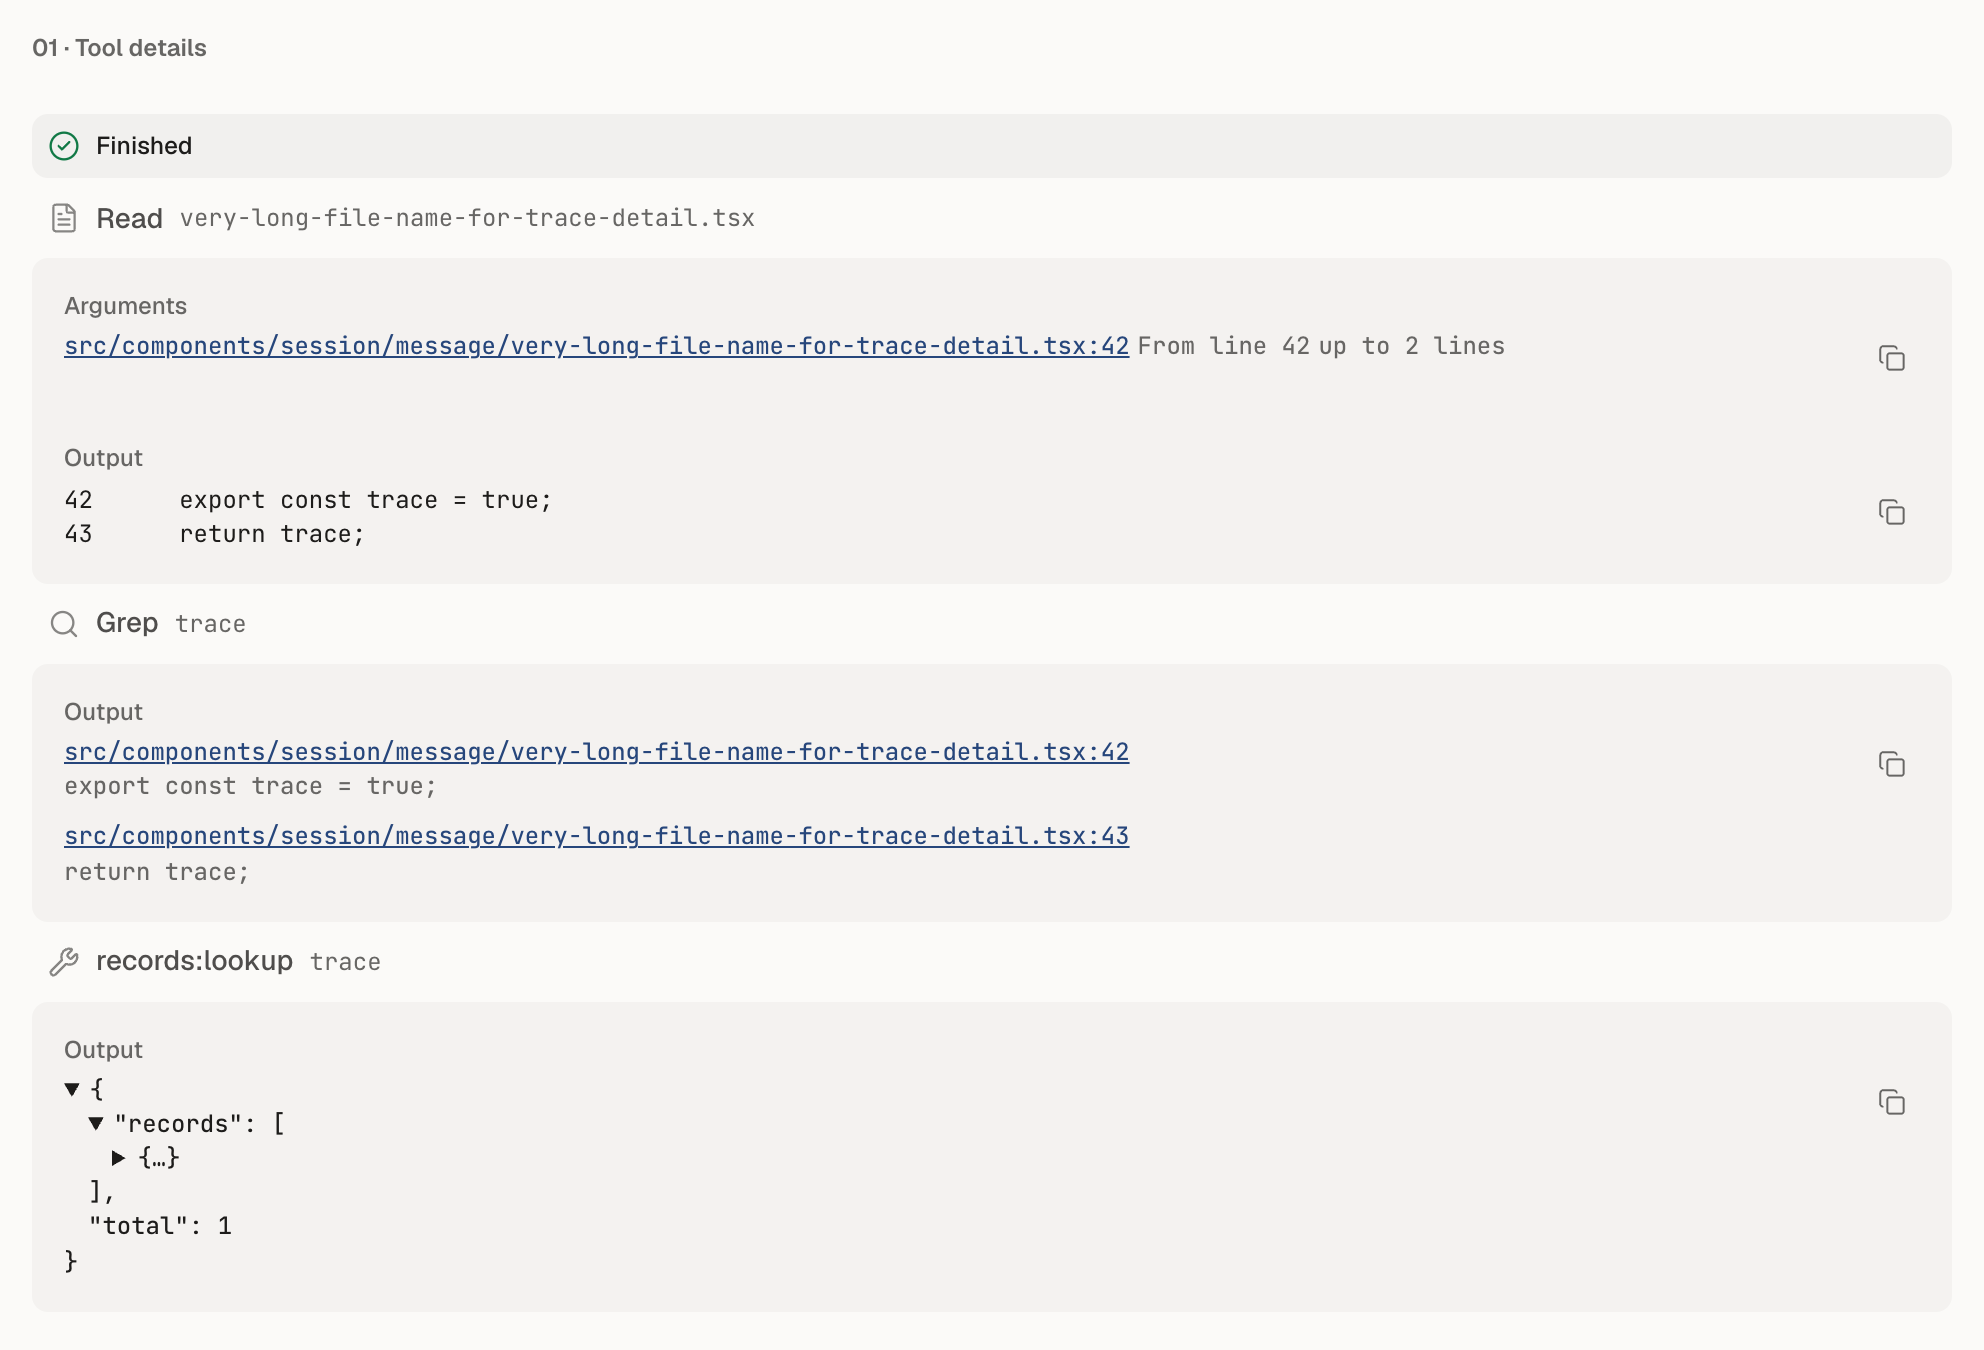 01 · Tool details
Finished
Read very-long-file-name-for-trace-detail.tsx
Arguments
src/components/session/message/very-long-file-name-for-trace-detail.tsx:42 From line 42 up to 2 lines
Output
42 export const trace = true;
43 return trace;
Grep trace
Output
src/components/session/message/very-long-file-name-for-trace-detail.tsx:42
export const trace = true;
src/components/session/message/very-long-file-name-for-trace-detail.tsx:43
return trace;
records:lookup trace
Output
▼ {
▼ "records": [
▶ {…}
],
"total": 1
}